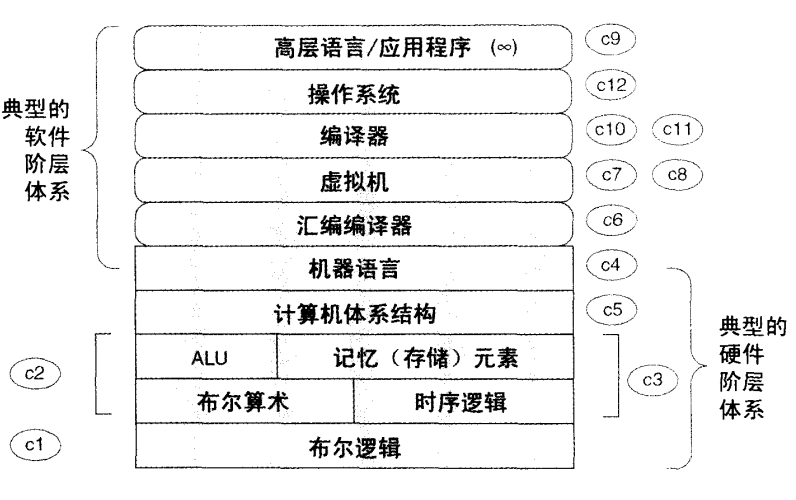 高层语言/应用程序 (∞)
c9
操作系统
c12
典型的
软件
阶层
体系
编译器
c10
c11
虚拟机
c7
c8
汇编编译器
c6
机器语言
c4
计算机体系结构
c5
典型的
硬件
阶层
体系
ALU
记忆（存储）元素
c2
c3
布尔算术
时序逻辑
c1
布尔逻辑